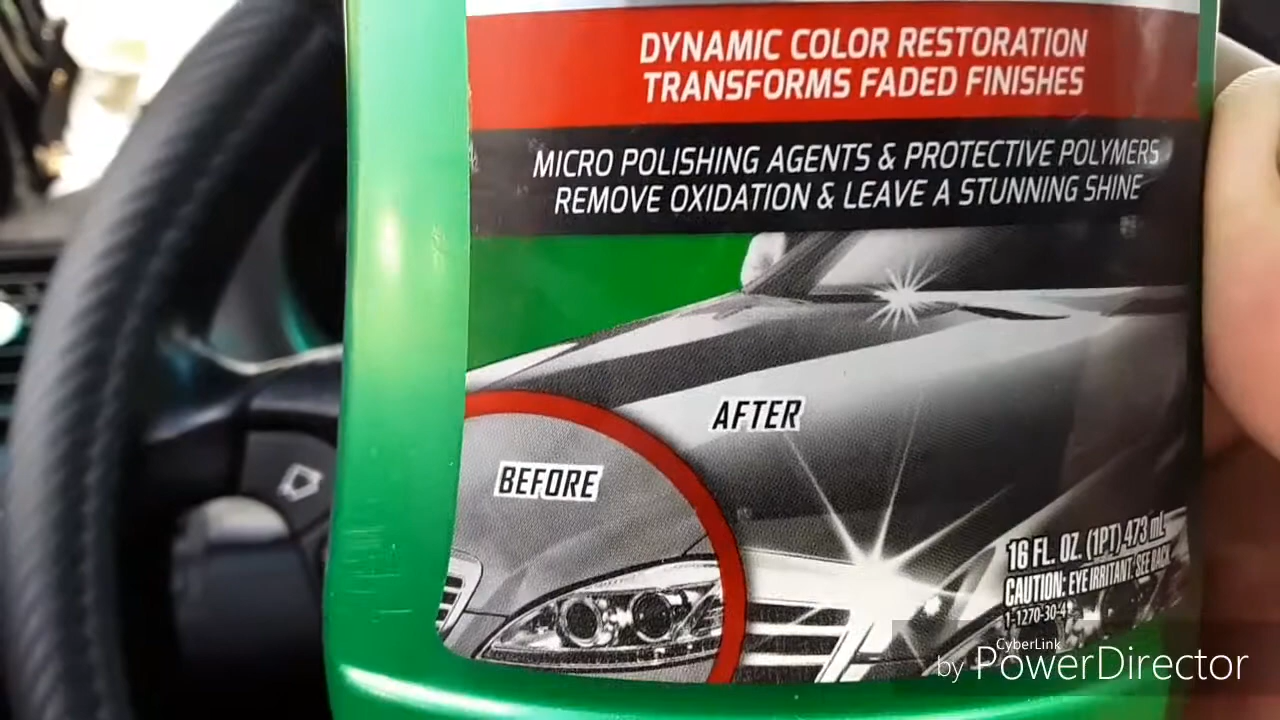 DYNAMIC COLOR RESTORATION
TRANSFORMS FADED FINISHES
MICRO POLISHING AGENTS & PROTECTIVE POLYMERS
REMOVE OXIDATION & LEAVE A STUNNING SHINE
AFTER
BEFORE
16 FL. OZ. (1PT) 473 mL
CAUTION: EYE IRRITANT. SEE BACK
CyberLink
by PowerDirector